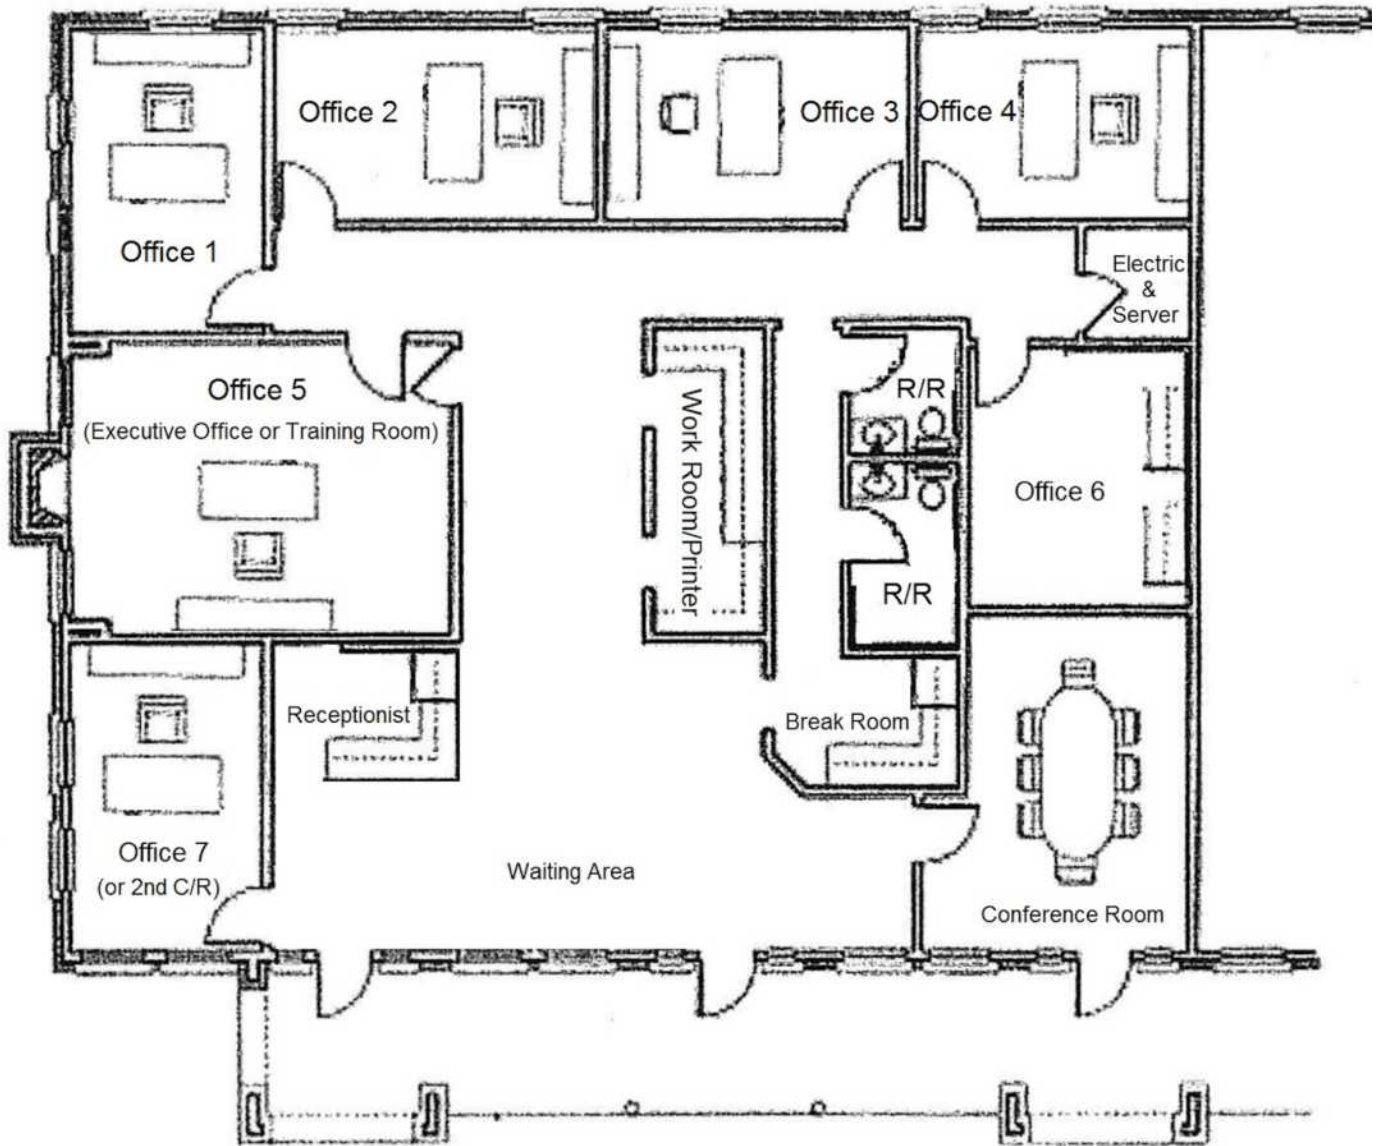 Office 2
Office 3
Office 4
Office 1
Electric
&
Server
Office 5
(Executive Office or Training Room)
Work Room/Printer
R/R
Office 6
R/R
Receptionist
Break Room
Office 7
(or 2nd C/R)
Waiting Area
Conference Room